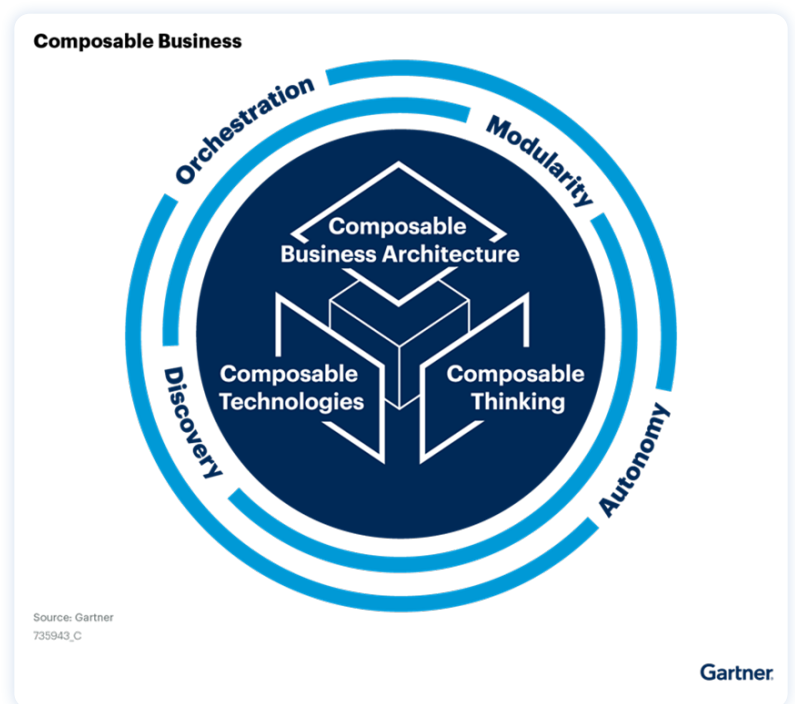 Composable Business
Orchestration
Modularity
Composable
Business Architecture
Composable
Technologies
Composable
Thinking
Discovery
Autonomy
Source: Gartner
735943_C
Gartner.